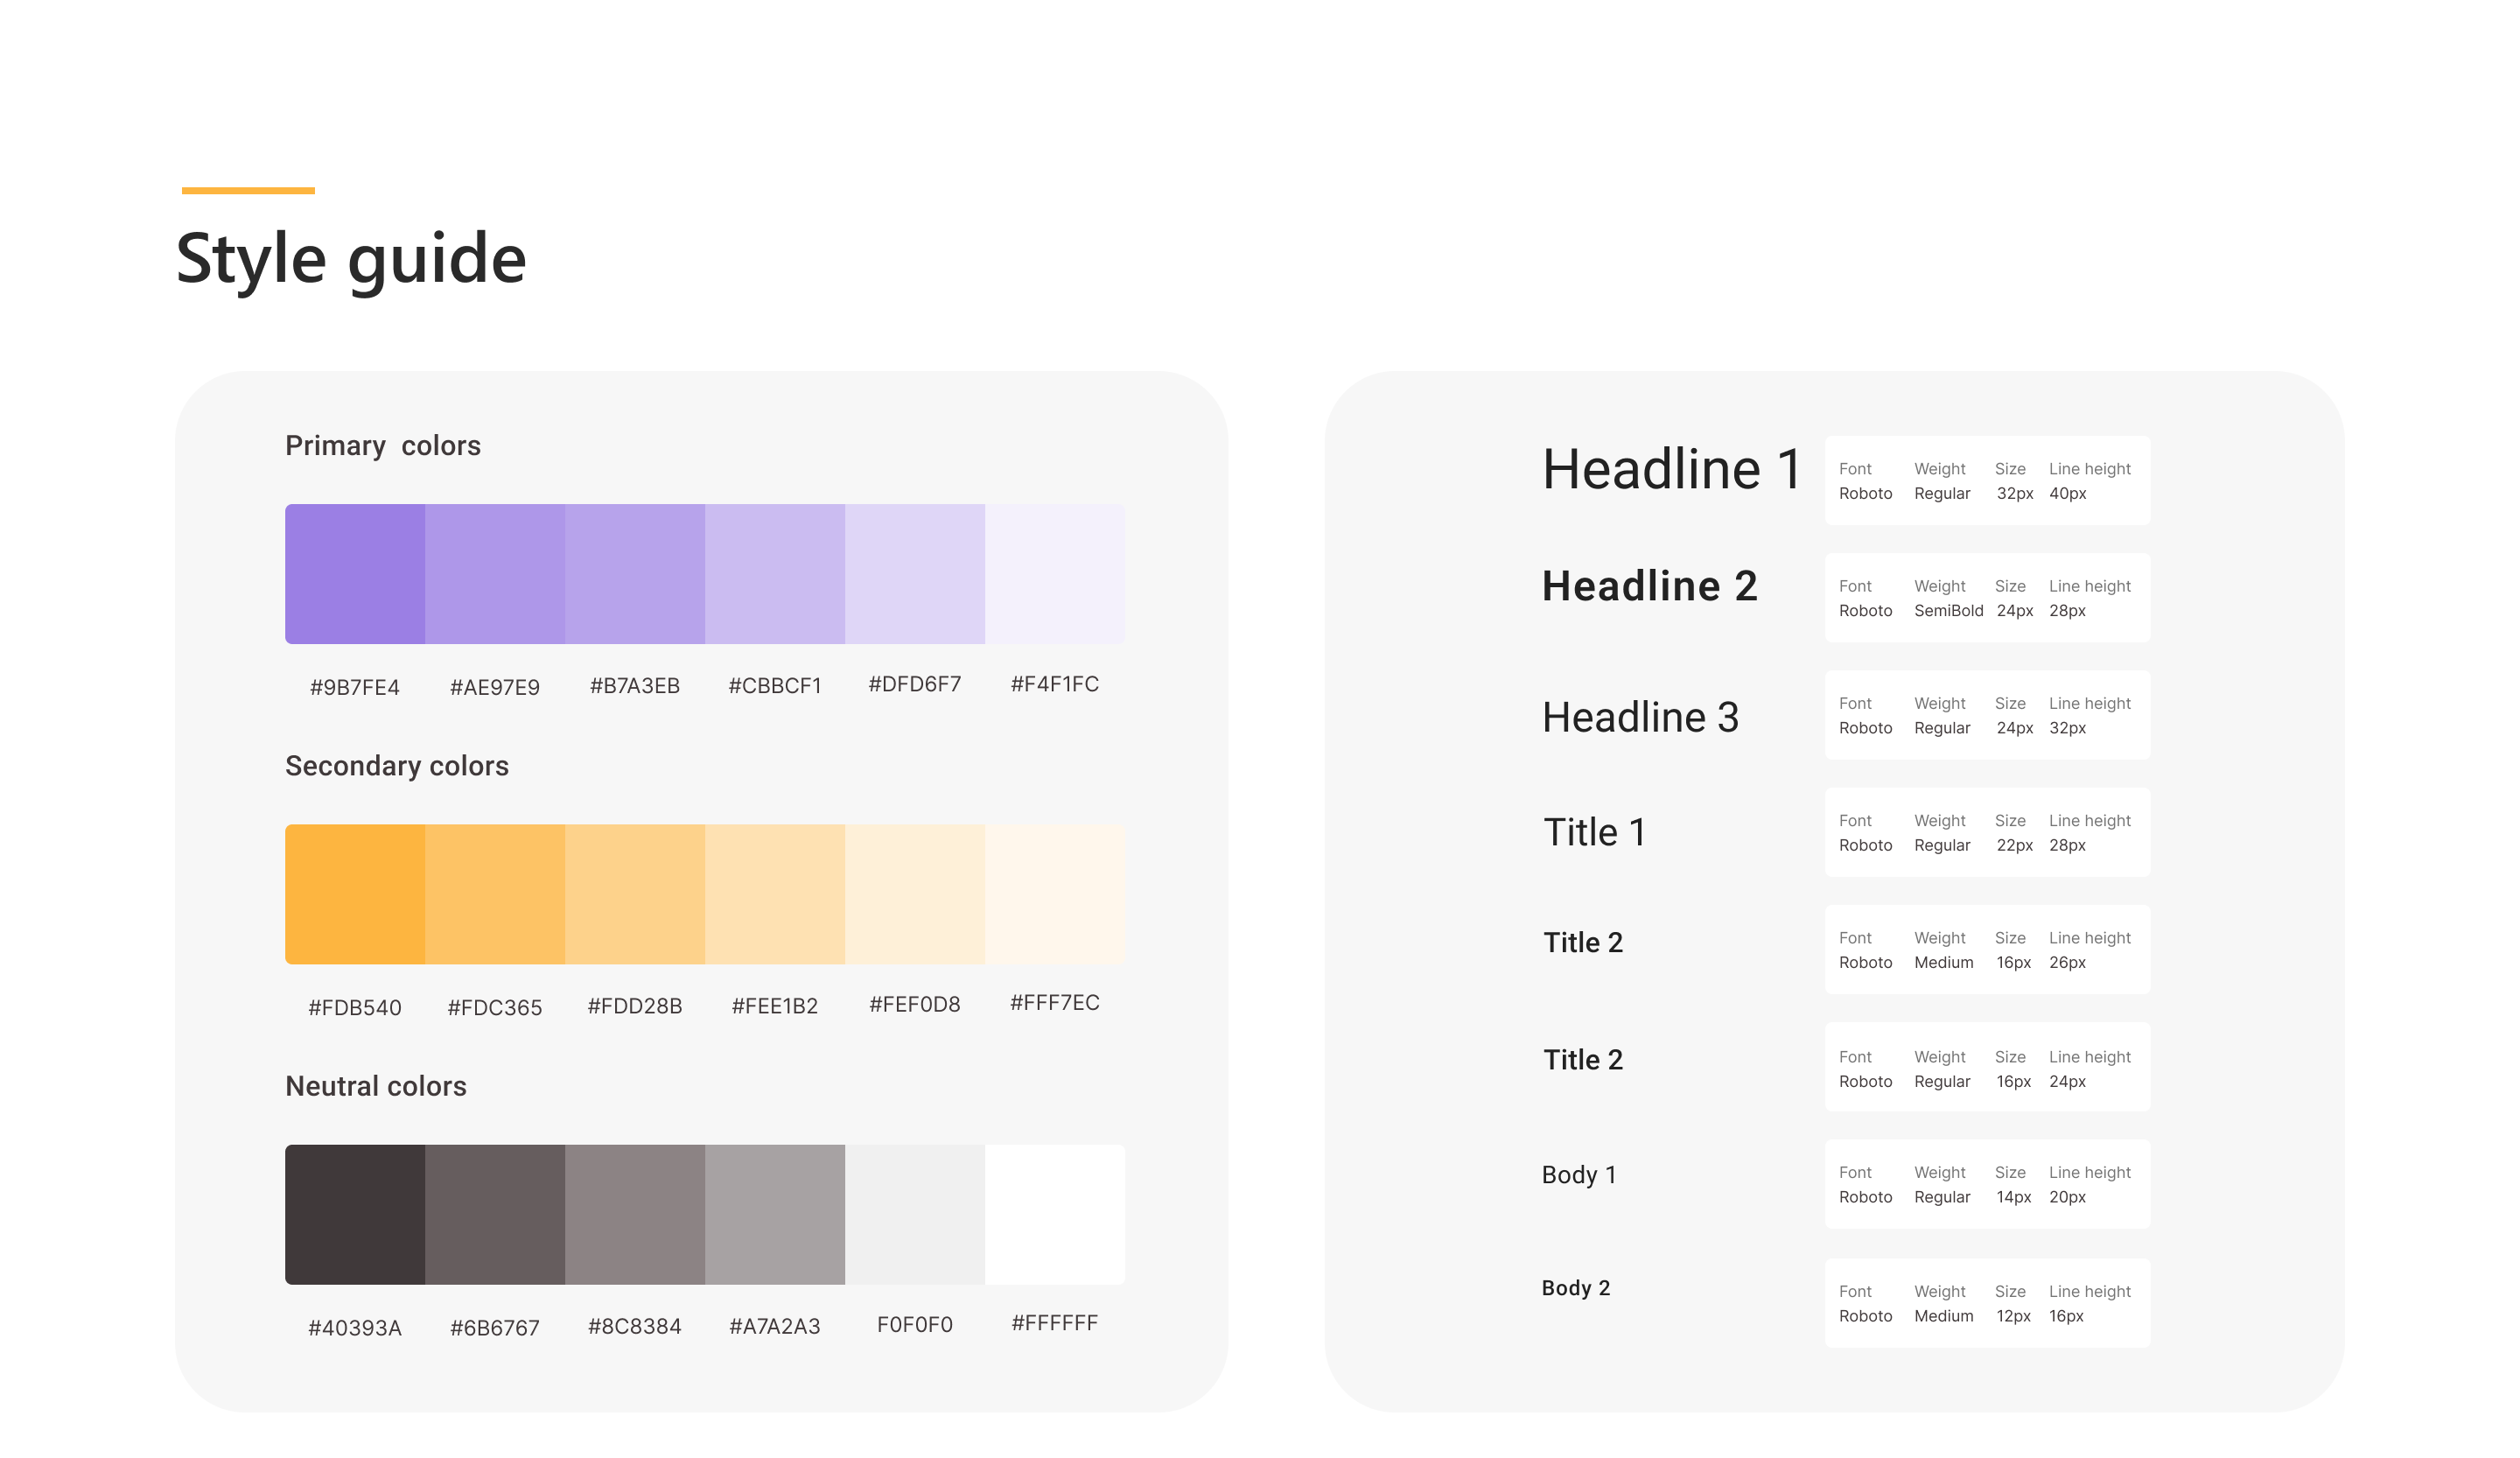 Style guide
Primary  colors
#9B7FE4 #AE97E9 #B7A3EB #CBBCF1 #DFD6F7 #F4F1FC
Secondary colors
#FDB540 #FDC365 #FDD28B #FEE1B2 #FEF0D8 #FFF7EC
Neutral colors
#40393A #6B6767 #8C8384 #A7A2A3 F0F0F0 #FFFFFF
Headline 1
Font Weight Size Line height
Roboto Regular 32px 40px
Headline 2
Font Weight Size Line height
Roboto SemiBold 24px 28px
Headline 3
Font Weight Size Line height
Roboto Regular 24px 32px
Title 1
Font Weight Size Line height
Roboto Regular 22px 28px
Title 2
Font Weight Size Line height
Roboto Medium 16px 26px
Title 2
Font Weight Size Line height
Roboto Regular 16px 24px
Body 1
Font Weight Size Line height
Roboto Regular 14px 20px
Body 2
Font Weight Size Line height
Roboto Medium 12px 16px